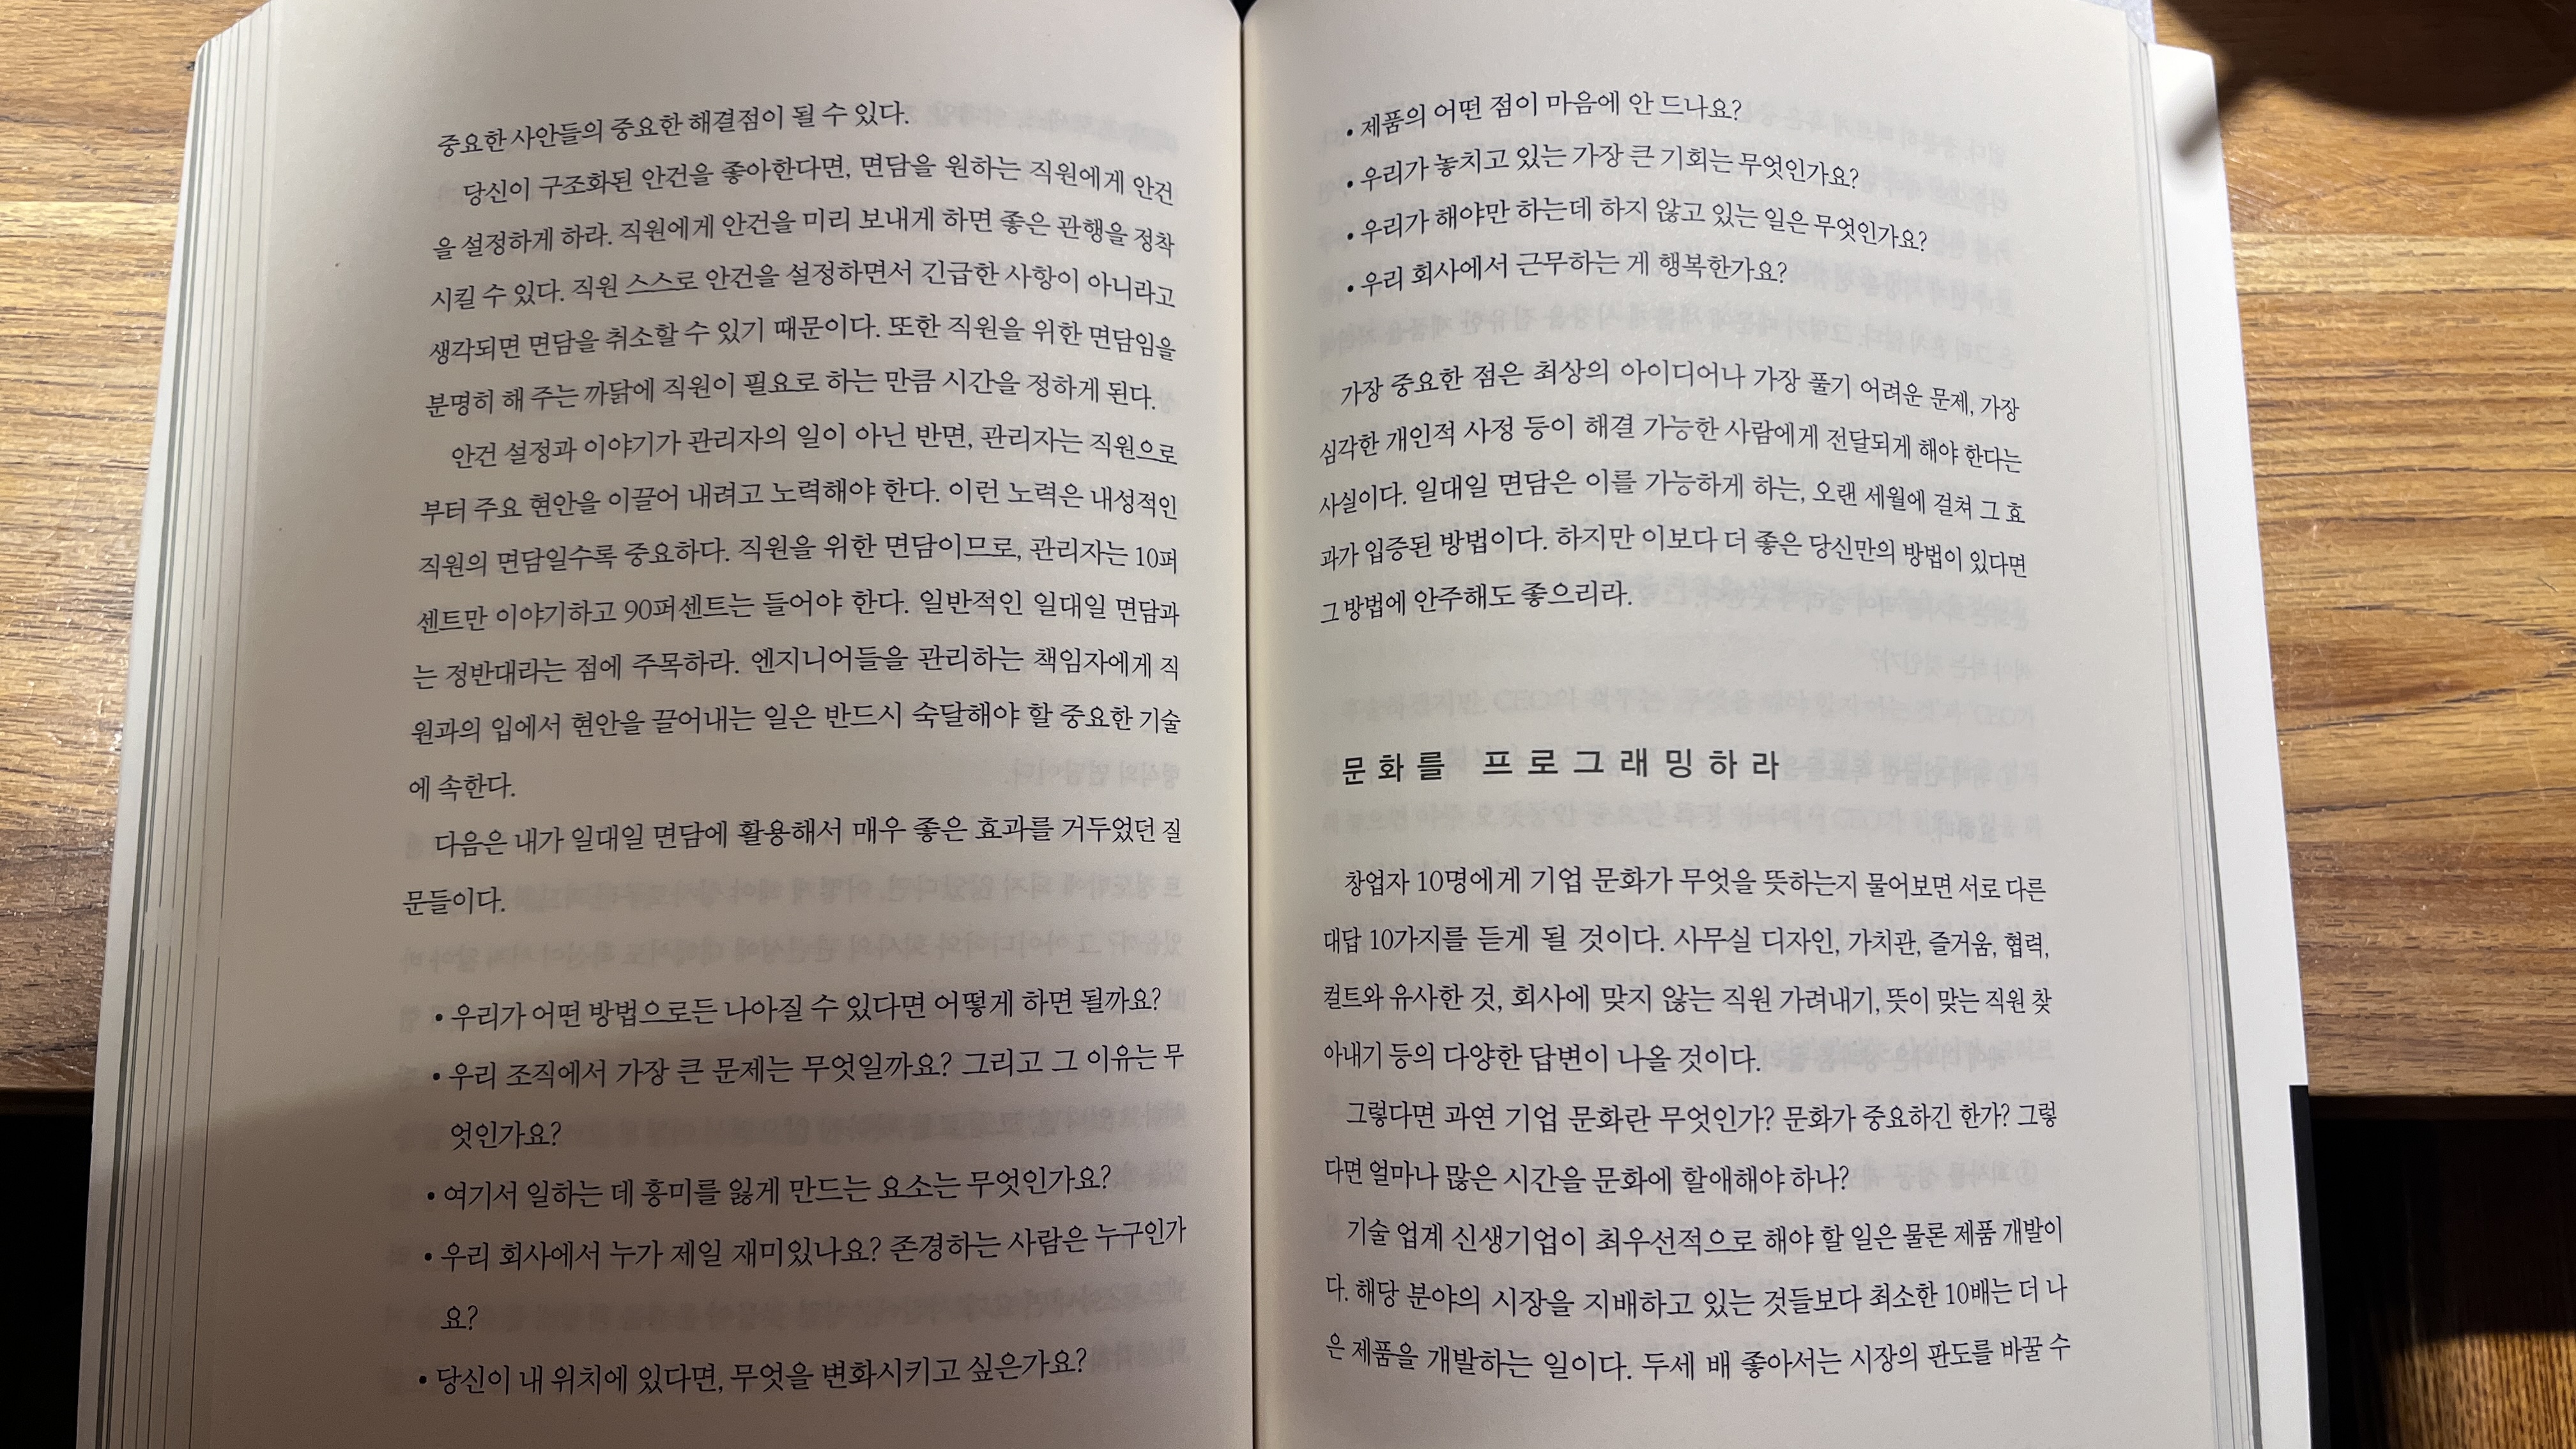 중요한 사안들의 중요한 해결점이 될 수 있다.
당신이 구조화된 안건을 좋아한다면, 면담을 원하는 직원에게 안건
을 설정하게 하라. 직원에게 안건을 미리 보내게 하면 좋은 관행을 정착
시킬 수 있다. 직원 스스로 안건을 설정하면서 긴급한 사항이 아니라고
생각되면 면담을 취소할 수 있기 때문이다. 또한 직원을 위한 면담임을
분명히 해 주는 까닭에 직원이 필요로 하는 만큼 시간을 정하게 된다.
안건 설정과 이야기가 관리자의 일이 아닌 반면, 관리자는 직원으로
부터 주요 현안을 이끌어 내려고 노력해야 한다. 이런 노력은 내성적인
직원의 면담일수록 중요하다. 직원을 위한 면담이므로, 관리자는 10퍼
센트만 이야기하고 90퍼센트는 들어야 한다. 일반적인 일대일 면담과
는 정반대라는 점에 주목하라. 엔지니어들을 관리하는 책임자에게 직
원과의 입에서 현안을 끌어내는 일은 반드시 숙달해야 할 중요한 기술
에 속한다.
다음은 내가 일대일 면담에 활용해서 매우 좋은 효과를 거두었던 질
문들이다.
• 우리가 어떤 방법으로든 나아질 수 있다면 어떻게 하면 될까요?
• 우리 조직에서 가장 큰 문제는 무엇일까요? 그리고 그 이유는 무
엇인가요?
• 여기서 일하는 데 흥미를 잃게 만드는 요소는 무엇인가요?
• 우리 회사에서 누가 제일 재미있나요? 존경하는 사람은 누구인가
요?
• 당신이 내 위치에 있다면, 무엇을 변화시키고 싶은가요?
• 제품의 어떤 점이 마음에 안 드나요?
• 우리가 놓치고 있는 가장 큰 기회는 무엇인가요?
• 우리가 해야만 하는데 하지 않고 있는 일은 무엇인가요?
• 우리 회사에서 근무하는 게 행복한가요?
가장 중요한 점은 최상의 아이디어나 가장 풀기 어려운 문제, 가장
심각한 개인적 사정 등이 해결 가능한 사람에게 전달되게 해야 한다는
사실이다. 일대일 면담은 이를 가능하게 하는, 오랜 세월에 걸쳐 그 효
과가 입증된 방법이다. 하지만 이보다 더 좋은 당신만의 방법이 있다면
그 방법에 안주해도 좋으리라.
문화를 프로그래밍하라
창업자 10명에게 기업 문화가 무엇을 뜻하는지 물어보면 서로 다른
대답 10가지를 듣게 될 것이다. 사무실 디자인, 가치관, 즐거움, 협력,
컬트와 유사한 것, 회사에 맞지 않는 직원 가려내기, 뜻이 맞는 직원 찾
아내기 등의 다양한 답변이 나올 것이다.
그렇다면 과연 기업 문화란 무엇인가? 문화가 중요하긴 한가? 그렇
다면 얼마나 많은 시간을 문화에 할애해야 하나?
기술 업계 신생기업이 최우선적으로 해야 할 일은 물론 제품 개발이
다. 해당 분야의 시장을 지배하고 있는 것들보다 최소한 10배는 더 나
은 제품을 개발하는 일이다. 두세 배 좋아서는 시장의 판도를 바꿀 수